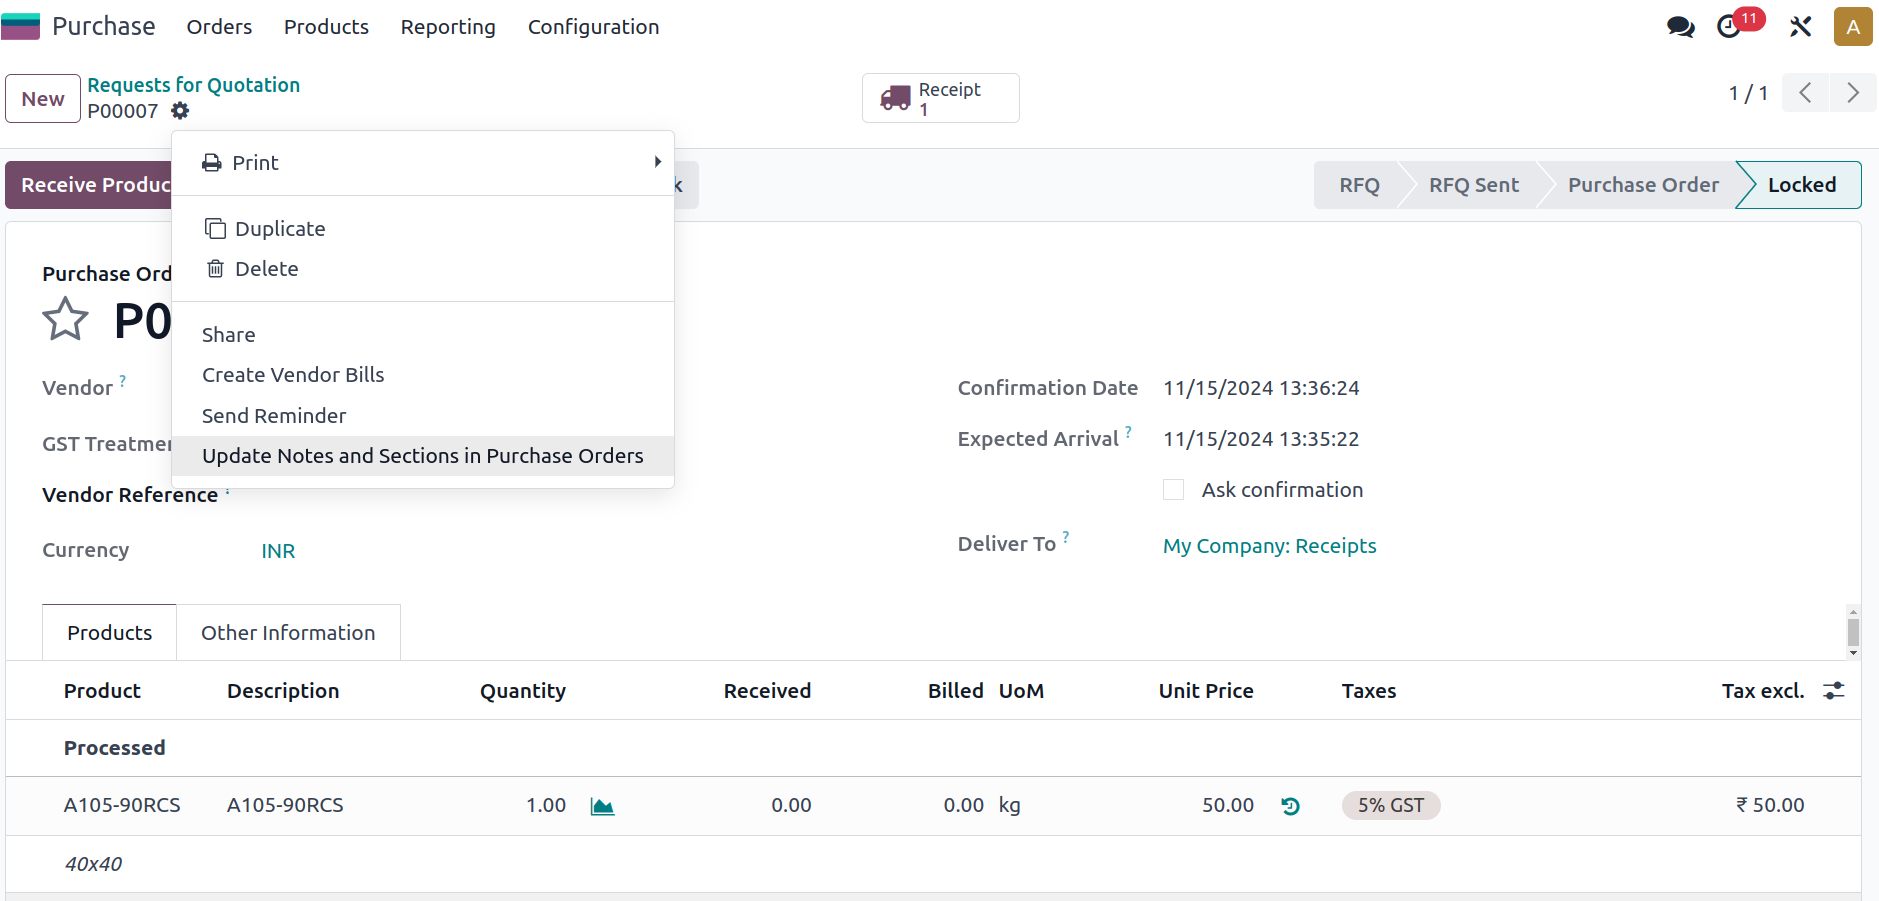 Purchase Orders Products Reporting Configuration 11 A
New Requests for Quotation
P00007
Receipt
1
1 / 1
Print
Receive Produc
k
RFQ RFQ Sent Purchase Order Locked
Duplicate
Delete
Purchase Ord
P0
Share
Vendor ?
Create Vendor Bills
Confirmation Date 11/15/2024 13:36:24
Send Reminder
GST Treatmen
Expected Arrival ? 11/15/2024 13:35:22
Update Notes and Sections in Purchase Orders
Vendor Reference ?
Ask confirmation
Currency INR
Deliver To ? My Company: Receipts
Products Other Information
Product Description Quantity Received Billed UoM Unit Price Taxes Tax excl.
Processed
A105-90RCS A105-90RCS 1.00 0.00 0.00 kg 50.00 5% GST ₹ 50.00
40x40